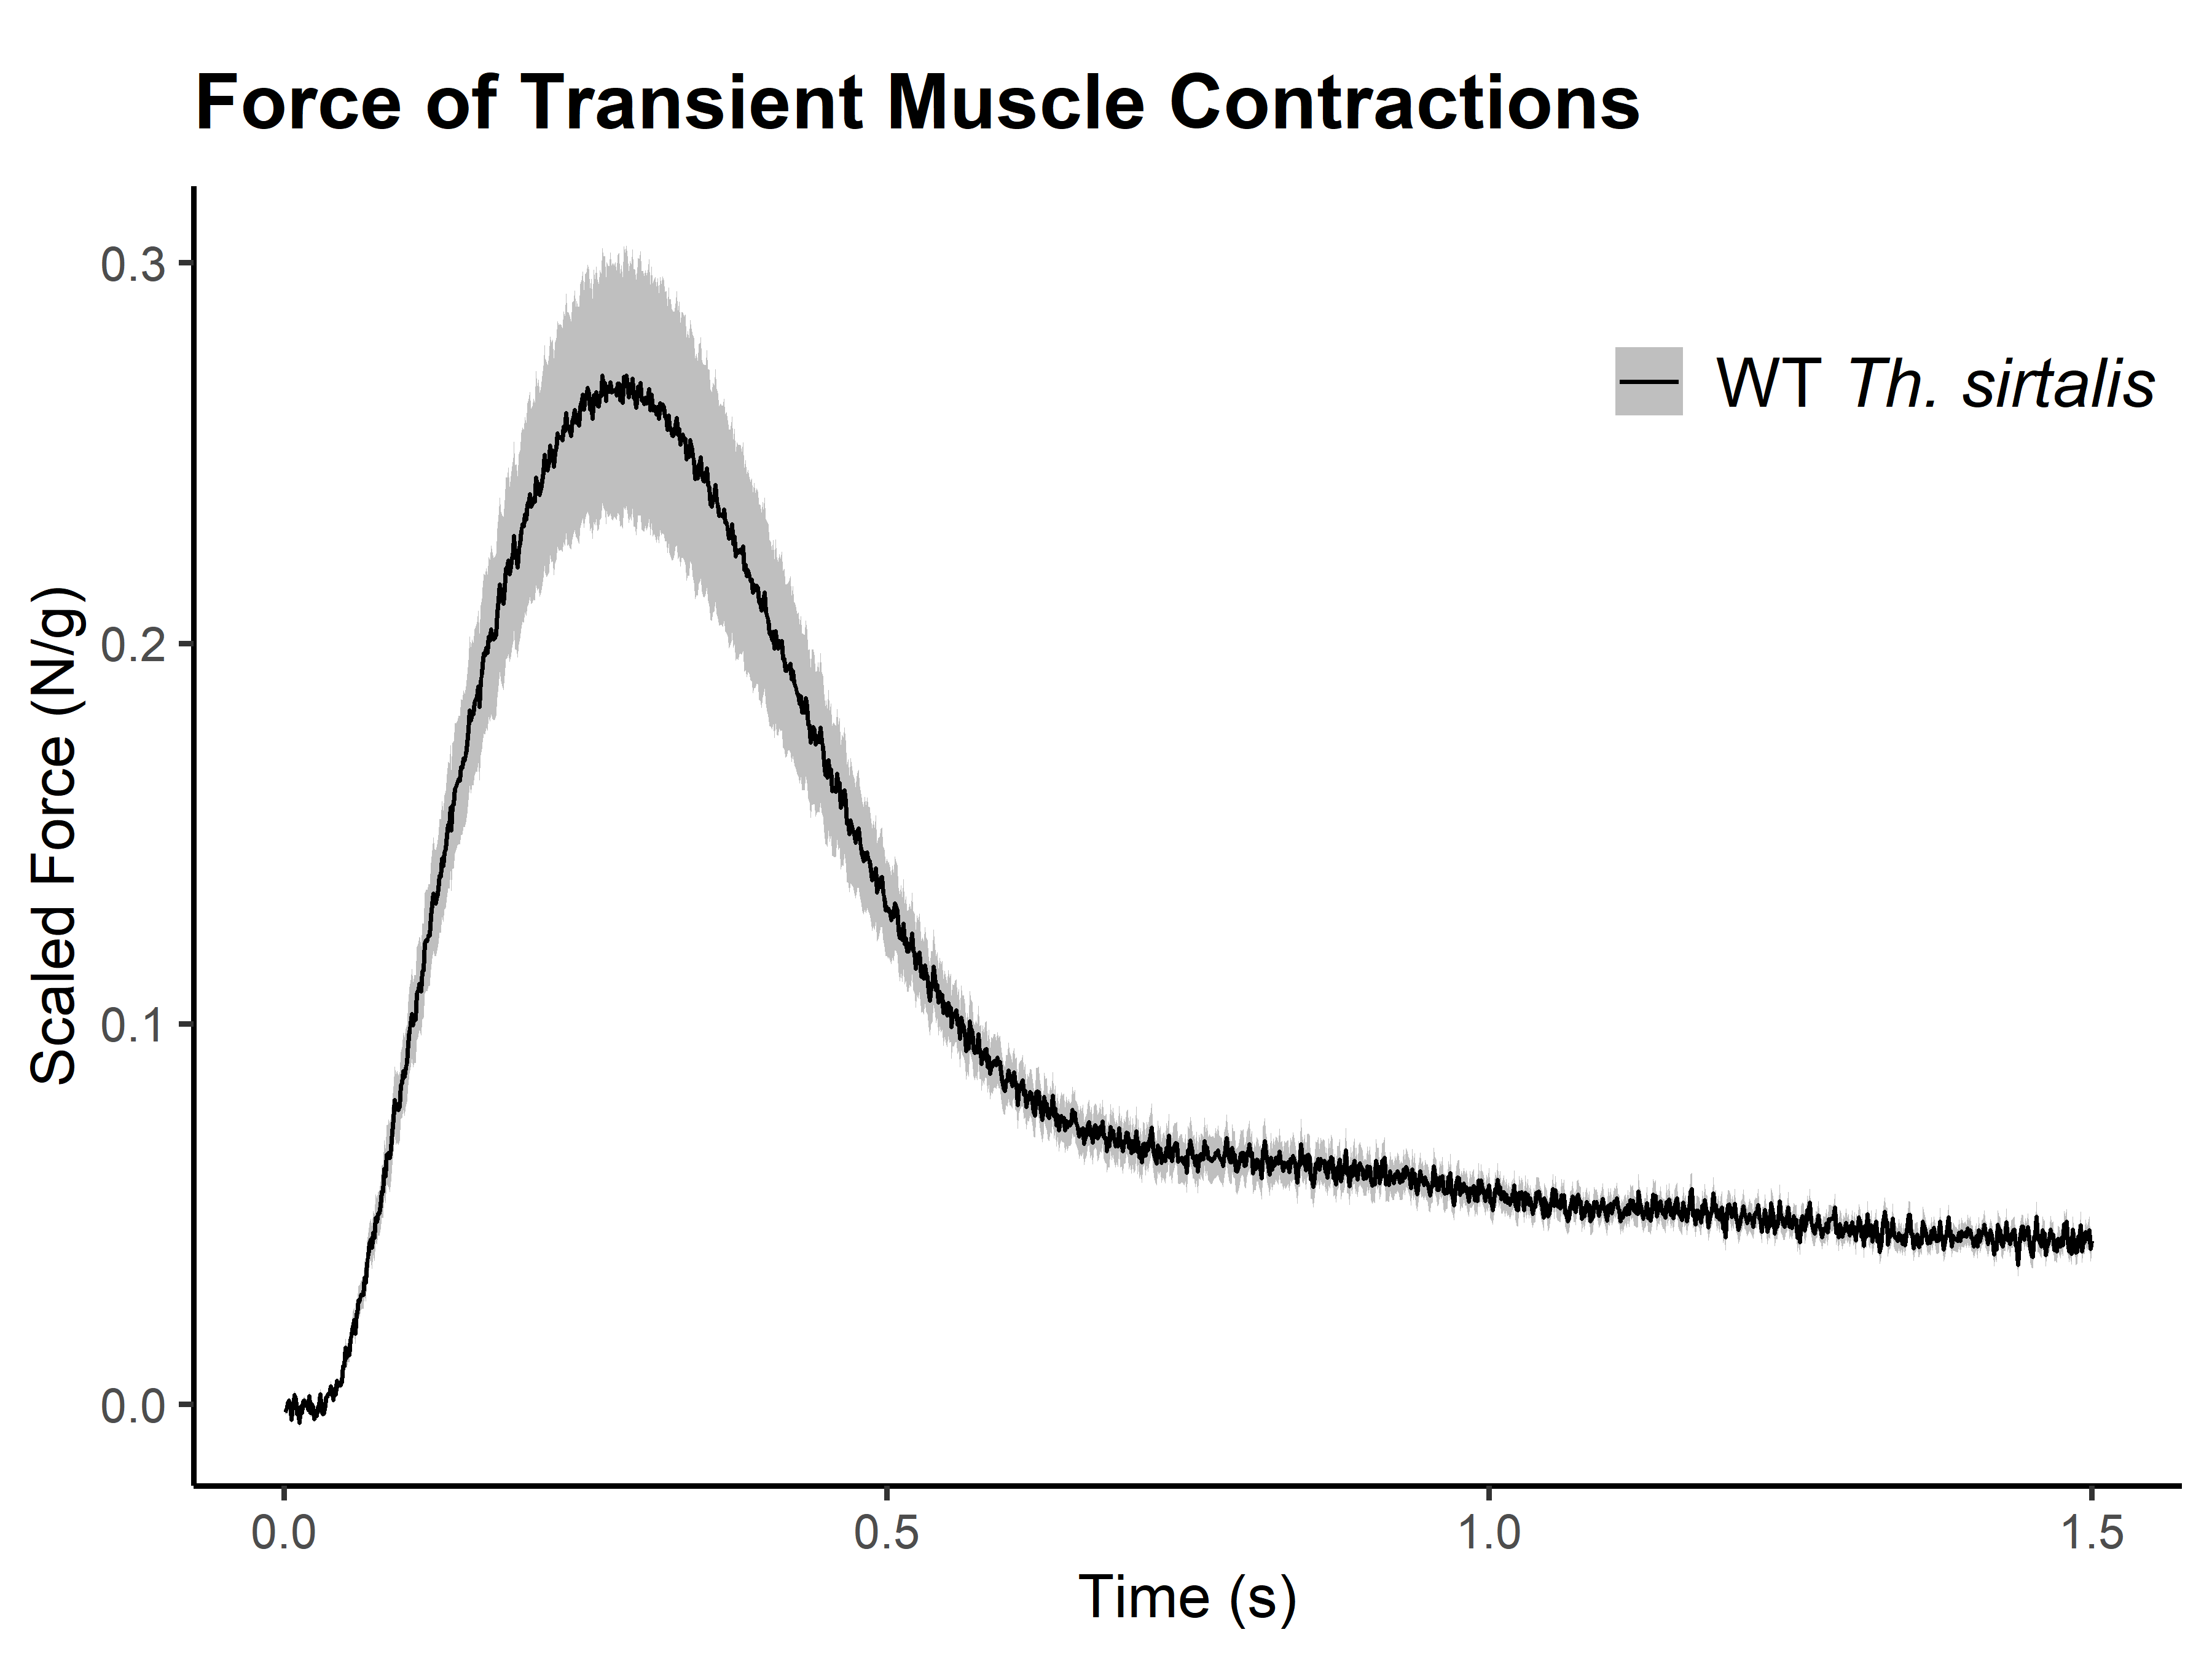 Force of Transient Muscle Contractions
0.3
0.2
0.1
0.0
Scaled Force (N/g)
WT Th. sirtalis
0.0 0.5 1.0 1.5
Time (s)